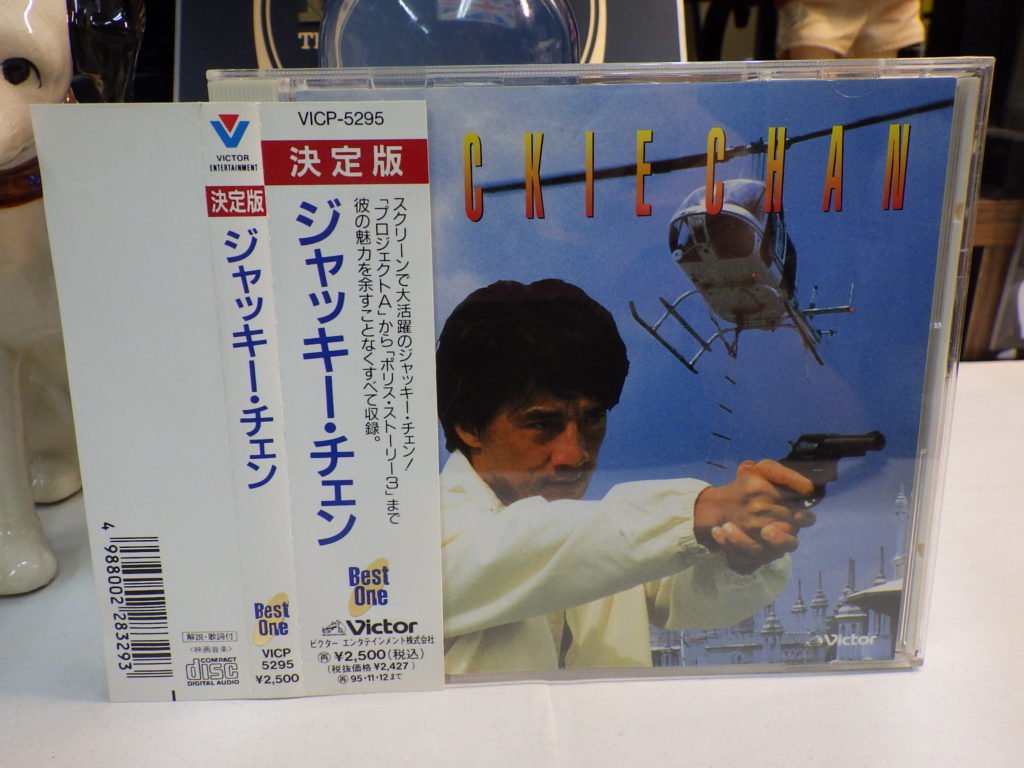 VICTOR
ENTERTAINMENT
決定版
ジャッキー・チェン
Best
One
VICP
5295
¥2,500
解説・歌詞付
〈映画音楽〉
COMPACT
disc
DIGITAL AUDIO
4 988002 283293
VICP-5295
決定版
ジャッキー・チェン
スクリーンで大活躍のジャッキー・チェン!
「プロジェクトA」から「ポリス・ストーリー3」まで
彼の魅力を余すことなくすべて収録。
Best
One
Victor
ビクター エンタテインメント株式会社
再 ¥2,500(税込)
(税抜価格¥2,427)
再 95・11・12まで
CKIE CHAN
Victor